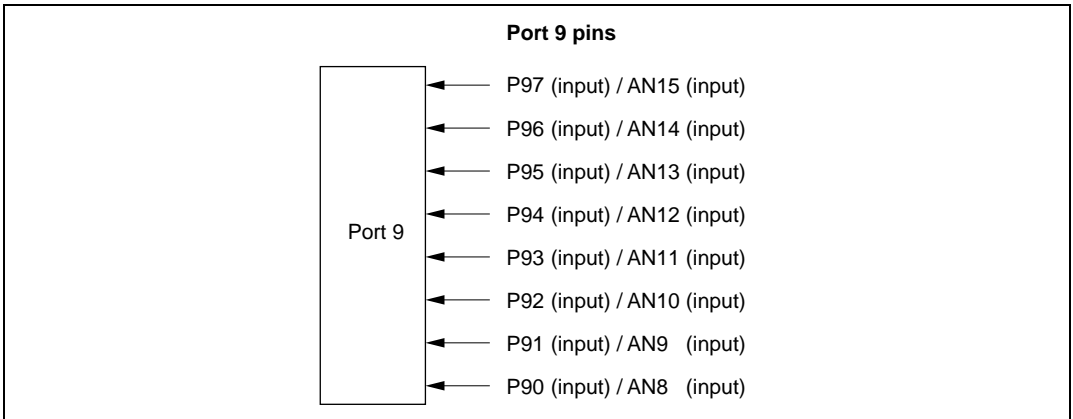 Port 9 pins
P97 (input) / AN15 (input)
P96 (input) / AN14 (input)
P95 (input) / AN13 (input)
P94 (input) / AN12 (input)
Port 9
P93 (input) / AN11 (input)
P92 (input) / AN10 (input)
P91 (input) / AN9 (input)
P90 (input) / AN8 (input)